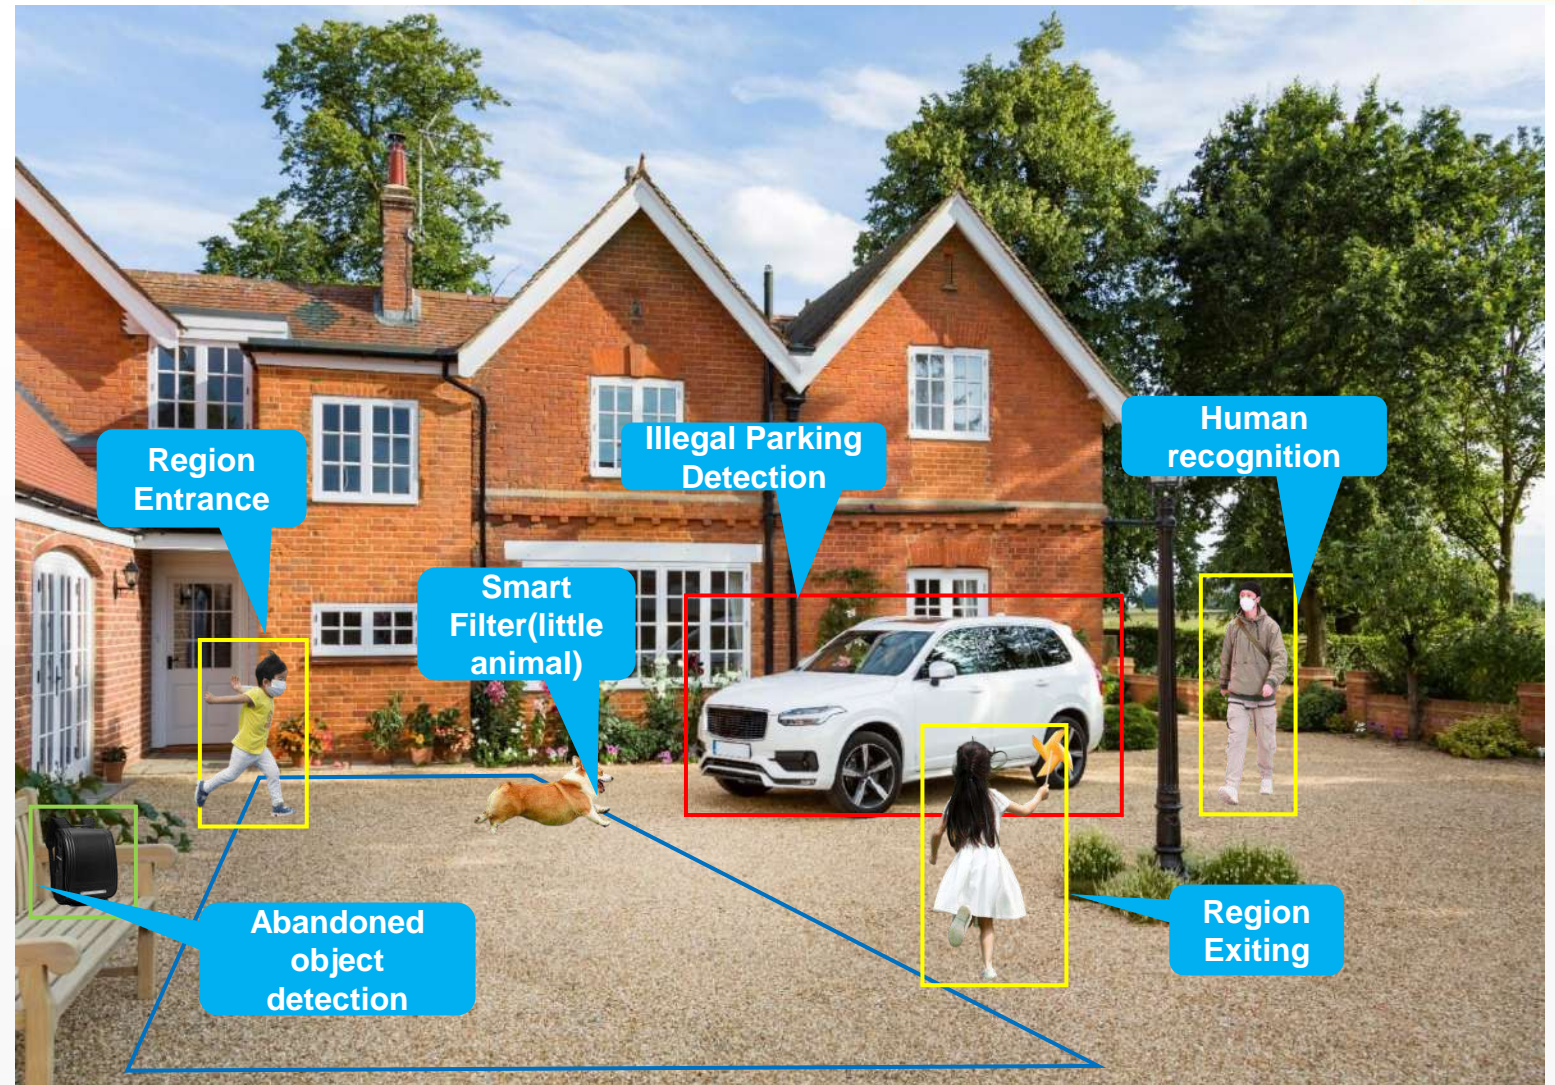 Human
recognition
Illegal Parking
Detection
Region
Entrance
Smart
Filter(little
animal)
Region
Exiting
Abandoned
object
detection